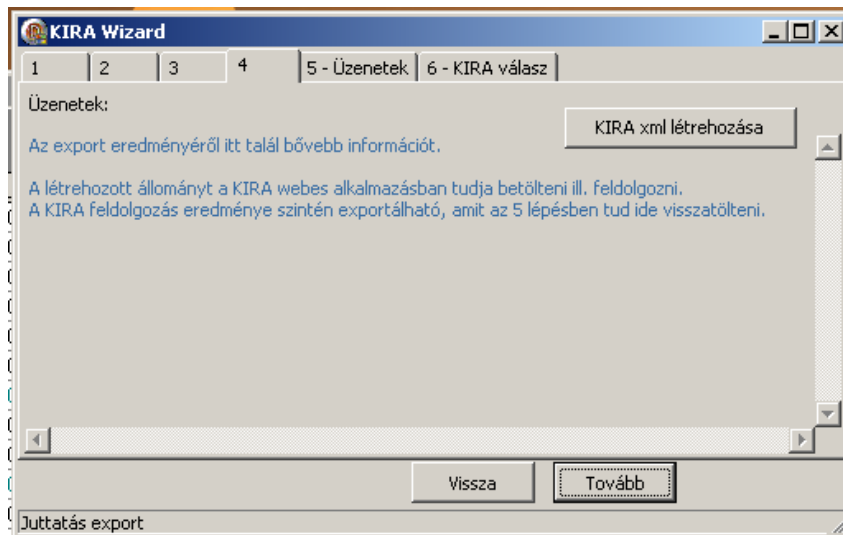 KIRA Wizard
1 2 3 4 5 - Üzenetek 6 - KIRA válasz
Üzenetek:
KIRA xml létrehozása
Az export eredményéről itt talál bővebb információt.
A létrehozott állományt a KIRA webes alkalmazásban tudja betölteni ill. feldolgozni.
A KIRA feldolgozás eredménye szintén exportálható, amit az 5 lépésben tud ide visszatölteni.
Vissza Tovább
Juttatás export